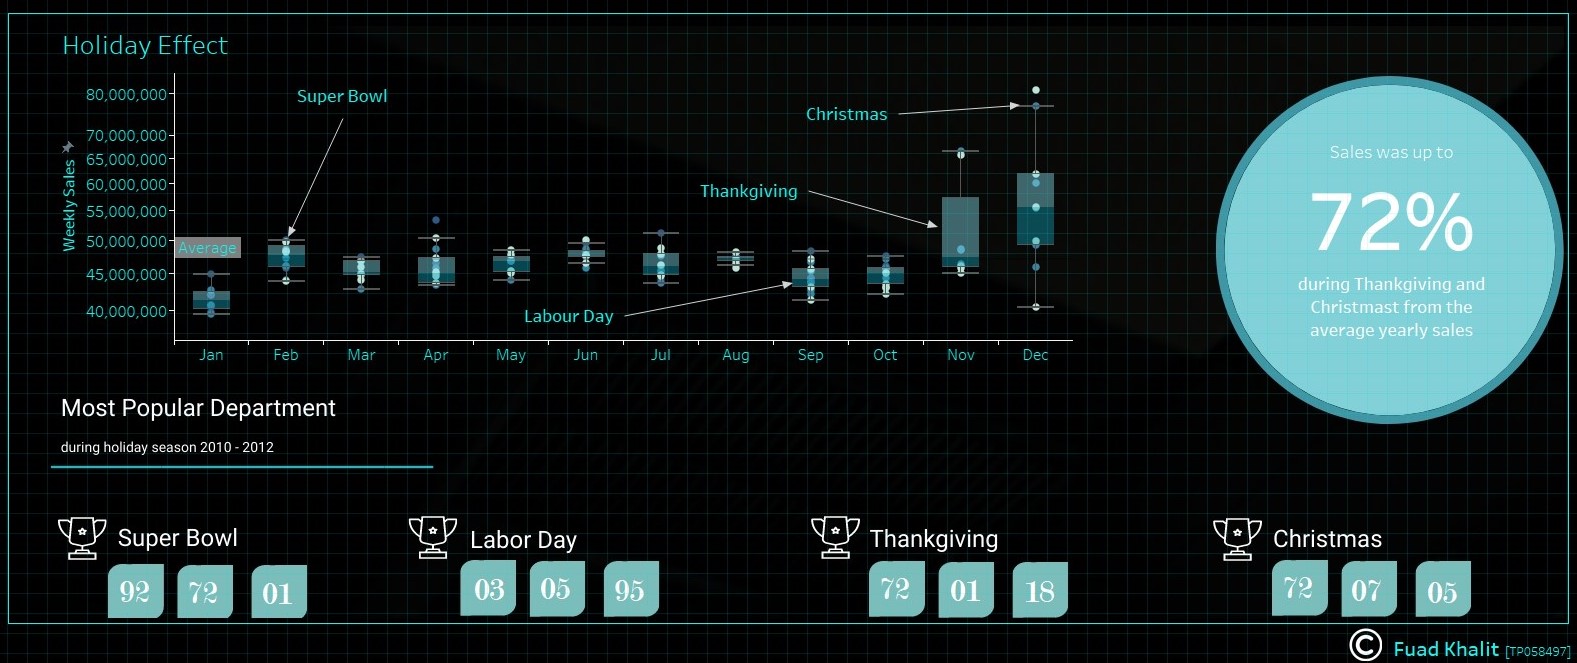 Holiday Effect
80,000,000
70,000,000
65,000,000
60,000,000
55,000,000
50,000,000
45,000,000
40,000,000
Weekly Sales
Average
Super Bowl
Christmas
Thankgiving
Labour Day
Jan Feb Mar Apr May Jun Jul Aug Sep Oct Nov Dec
Sales was up to
72%
during Thankgiving and
Christmast from the
average yearly sales
Most Popular Department
during holiday season 2010 - 2012
Super Bowl
92 72 01
Labor Day
03 05 95
Thankgiving
72 01 18
Christmas
72 07 05
© Fuad Khalit [TP058497]